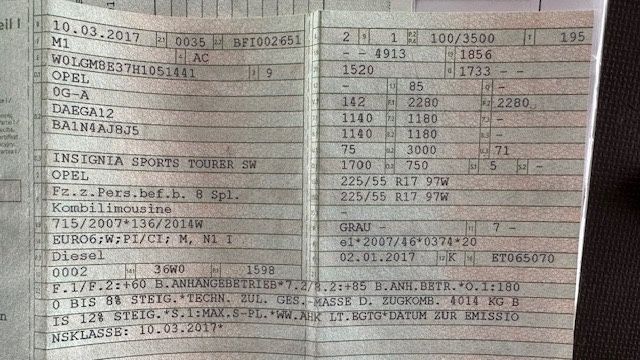 10.03.2017 0035 BFI002651
M1 AC
W0LGM8E37H1051441 9
OPEL
0G-A
DAEGA12
BA1N4AJ8J5
INSIGNIA SPORTS TOURER SW
OPEL
Fz.z.Pers.bef.b. 8 Spl.
Kombilimousine
715/2007*136/2014W
EURO6;W;PI/CI; M, N1 I
Diesel
0002 36W0 1598
2 1 100/3500 195
- - 4913 1856
1520 1733 - -
- 85 -
142 2280 2280
1140 1180 -
1140 1180 -
75 3000 71
1700 750 5 -
225/55 R17 97W
225/55 R17 97W
-
GRAU - 7 -
e1*2007/46*0374*20
02.01.2017 K ET065070
F.1/F.2:+60 B.ANHÄNGEBETRIEB*7.2/8.2:+85 B.ANH.BETR.*O.1:180
0 BIS 8% STEIG.*TECHN. ZUL. GES.-MASSE D. ZUGKOMB. 4014 KG B
IS 12% STEIG.*S.1:MAX.S-PL.*WW.AHK LT.EGTG*DATUM ZUR EMISSIO
NSKLASSE: 10.03.2017*